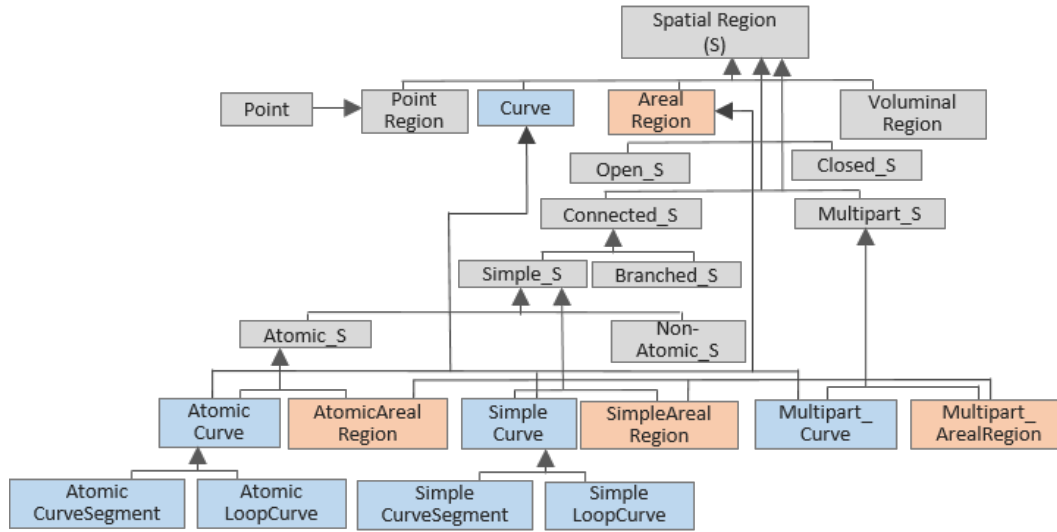 Spatial Region
(S)
Point
Point
Region
Curve
Areal
Region
Voluminal
Region
Open_S
Closed_S
Connected_S
Multipart_S
Simple_S
Branched_S
Atomic_S
Non-
Atomic_S
Atomic
Curve
AtomicAreal
Region
Simple
Curve
SimpleAreal
Region
Multipart_
Curve
Multipart_
ArealRegion
Atomic
CurveSegment
Atomic
LoopCurve
Simple
CurveSegment
Simple
LoopCurve